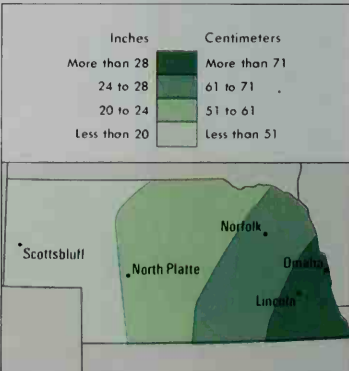 Inches Centimeters
More than 28 More than 71
24 to 28 61 to 71
20 to 24 51 to 61
Less than 20 Less than 51
Norfolk
Scottsbluff
Omaha
North Platte
Lincoln